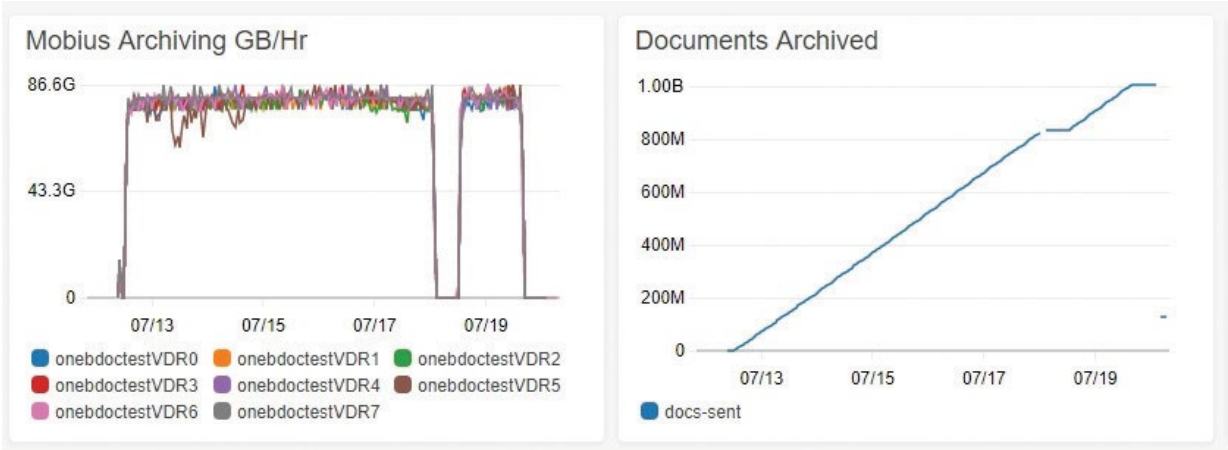 Mobius Archiving GB/Hr
86.6G
43.3G
0
07/13 07/15 07/17 07/19
onebdoctestVDR0 onebdoctestVDR1 onebdoctestVDR2
onebdoctestVDR3 onebdoctestVDR4 onebdoctestVDR5
onebdoctestVDR6 onebdoctestVDR7
Documents Archived
1.00B
800M
600M
400M
200M
0
07/13 07/15 07/17 07/19
docs-sent